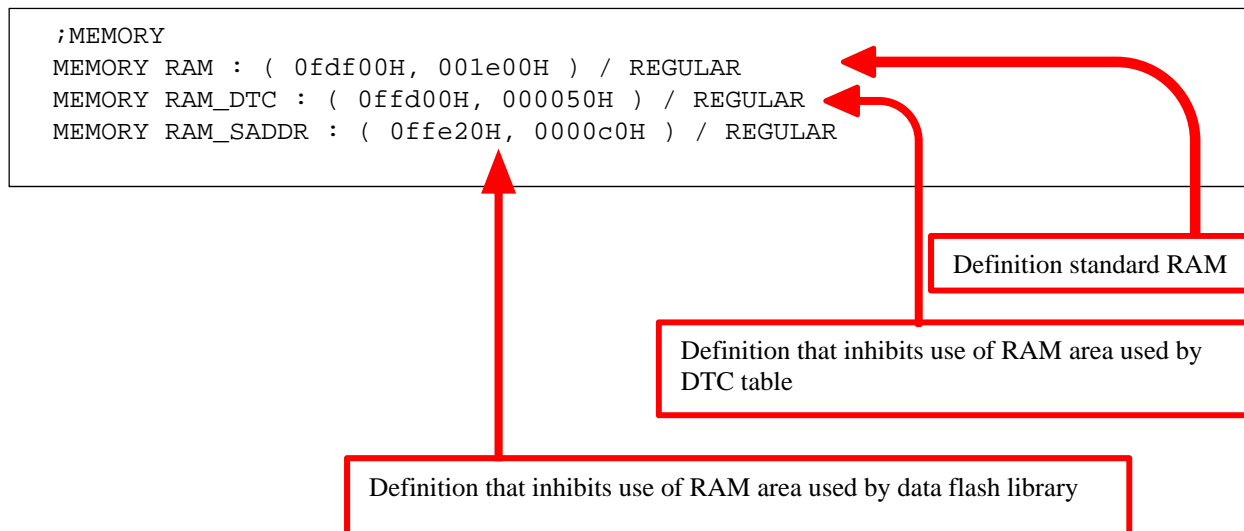 ;MEMORY
MEMORY RAM : ( 0fdf00H, 001e00H ) / REGULAR
MEMORY RAM_DTC : ( 0ffd00H, 000050H ) / REGULAR
MEMORY RAM_SADDR : ( 0ffe20H, 0000c0H ) / REGULAR
Definition standard RAM
Definition that inhibits use of RAM area used by
DTC table
Definition that inhibits use of RAM area used by data flash library